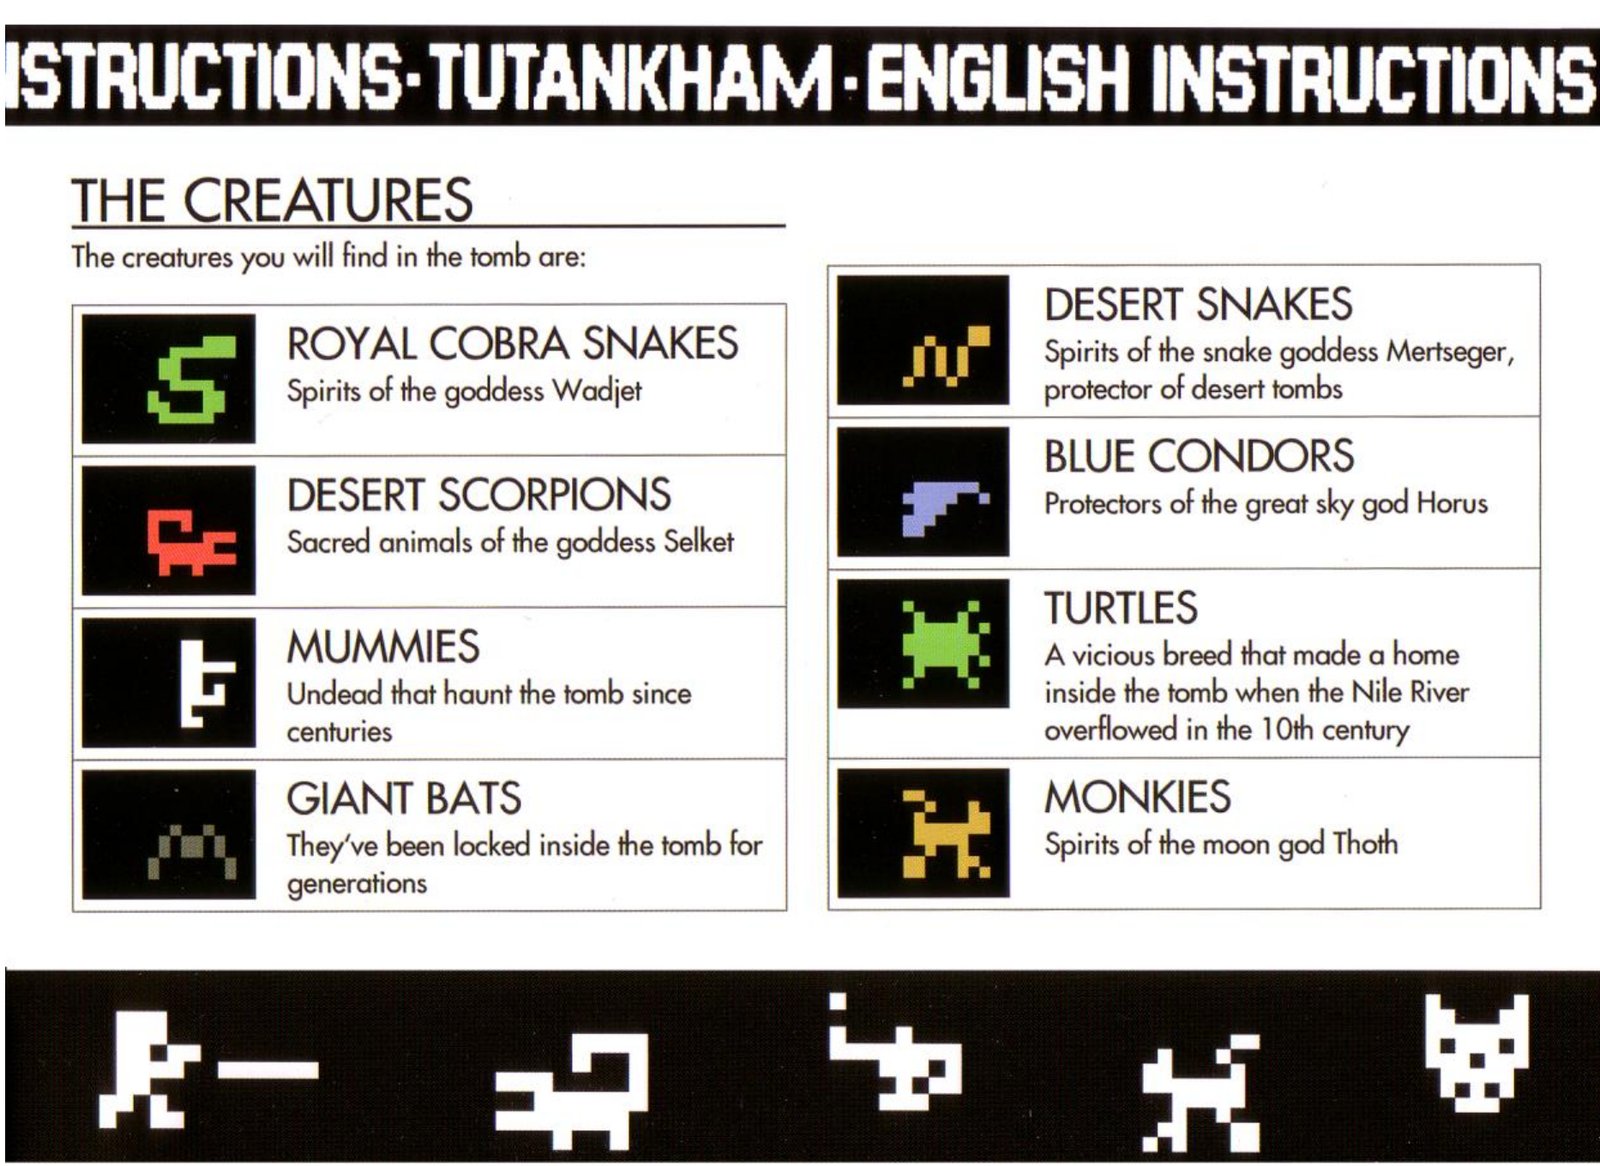 NSTRUCTIONS · TUTANKHAM · ENGLISH INSTRUCTIONS
THE CREATURES
The creatures you will find in the tomb are:
ROYAL COBRA SNAKES
Spirits of the goddess Wadjet
DESERT SCORPIONS
Sacred animals of the goddess Selket
MUMMIES
Undead that haunt the tomb since
centuries
GIANT BATS
They've been locked inside the tomb for
generations
DESERT SNAKES
Spirits of the snake goddess Mertseger,
protector of desert tombs
BLUE CONDORS
Protectors of the great sky god Horus
TURTLES
A vicious breed that made a home
inside the tomb when the Nile River
overflowed in the 10th century
MONKIES
Spirits of the moon god Thoth